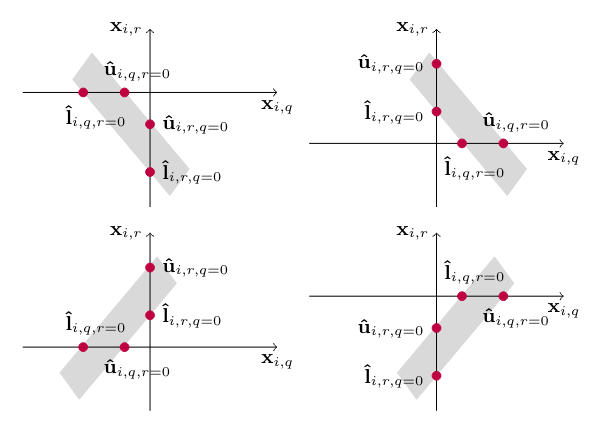 x_{i,r}
û_{i,q,r=0}
x_{i,q}
l̂_{i,q,r=0}
û_{i,r,q=0}
l̂_{i,r,q=0}
x_{i,r}
û_{i,r,q=0}
l̂_{i,r,q=0}
û_{i,q,r=0}
x_{i,q}
l̂_{i,q,r=0}
x_{i,r}
û_{i,r,q=0}
l̂_{i,r,q=0}
l̂_{i,q,r=0}
x_{i,q}
û_{i,q,r=0}
x_{i,r}
l̂_{i,q,r=0}
x_{i,q}
û_{i,q,r=0}
û_{i,r,q=0}
l̂_{i,r,q=0}